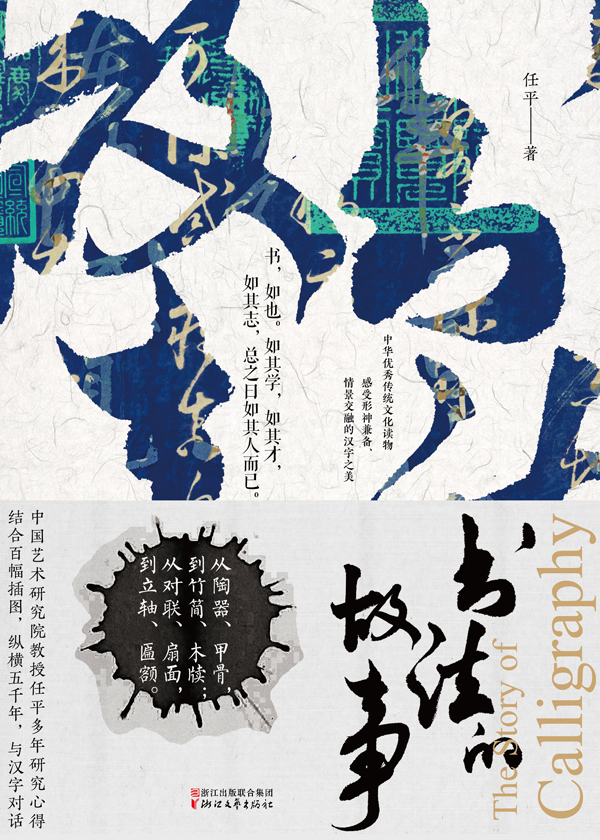 任平——著
书，如也。如其学，如其才，
如其志，总之曰如其人而已。
中华优秀传统文化读物
感受形神兼备、
情景交融的汉字之美
书法的
故事
The Story of
Calligraphy
从陶器、甲骨，
到竹简、木牍；
从对联、扇面，
到立轴、匾额。
中国艺术研究院教授任平多年研究心得
结合百幅插图，纵横五千年，与汉字对话
浙江出版联合集团
浙江文艺出版社